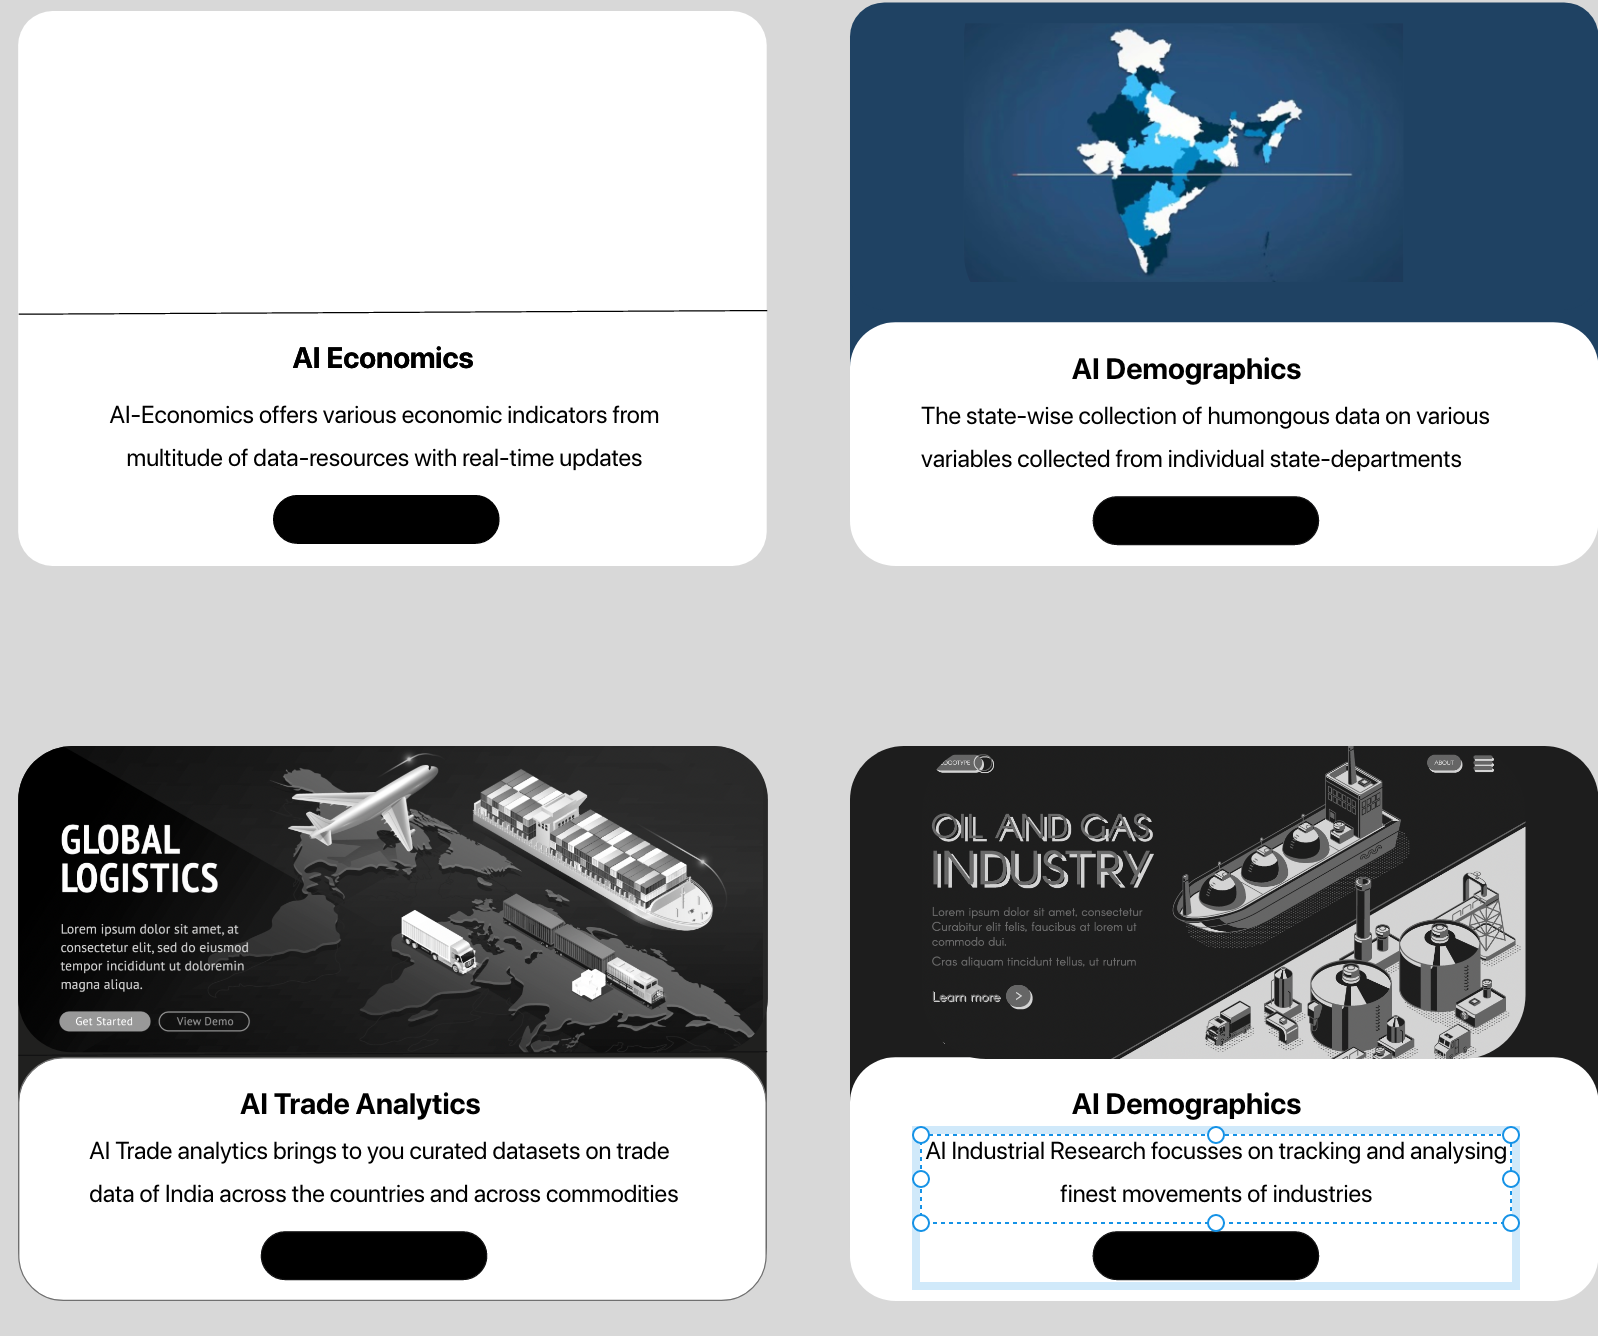 AI Economics
AI-Economics offers various economic indicators from
multitude of data-resources with real-time updates
AI Demographics
The state-wise collection of humongous data on various
variables collected from individual state-departments
GLOBAL
LOGISTICS
Lorem ipsum dolor sit amet, at
consectetur elit, sed do eiusmod
tempor incididunt ut doloremin
magna aliqua.
Get Started
View Demo
AI Trade Analytics
AI Trade analytics brings to you curated datasets on trade
data of India across the countries and across commodities
ABOUT
OIL AND GAS
INDUSTRY
Lorem ipsum dolor sit amet, consectetur
Curabitur elit felis, faucibus at lorem ut
commodo dui.
Cras aliquam tincidunt tellus, ut rutrum
Learn more
AI Demographics
AI Industrial Research focusses on tracking and analysing
finest movements of industries